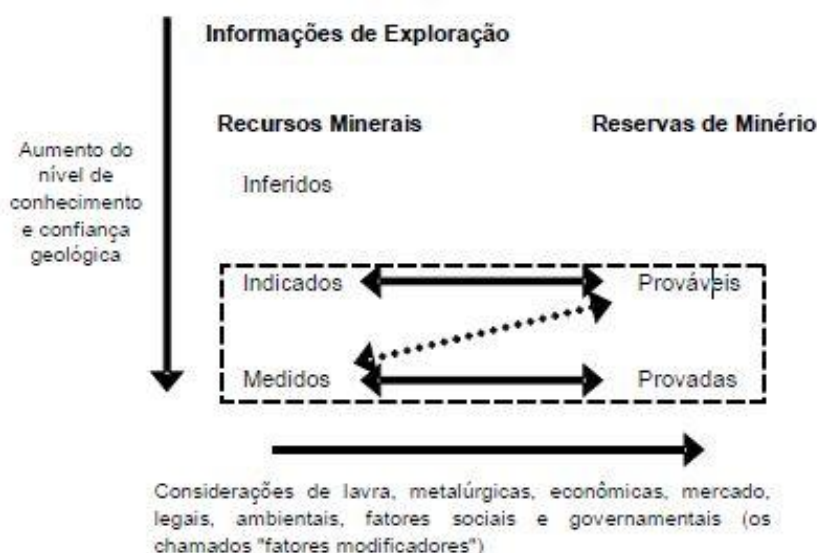 Informações de Exploração
Recursos Minerais
Reservas de Minério
Aumento do
nível de
conhecimento
e confiança
geológica
Inferidos
Indicados
Prováveis
Medidos
Provadas
Considerações de lavra, metalúrgicas, econômicas, mercado,
legais, ambientais, fatores sociais e governamentais (os
chamados "fatores modificadores")